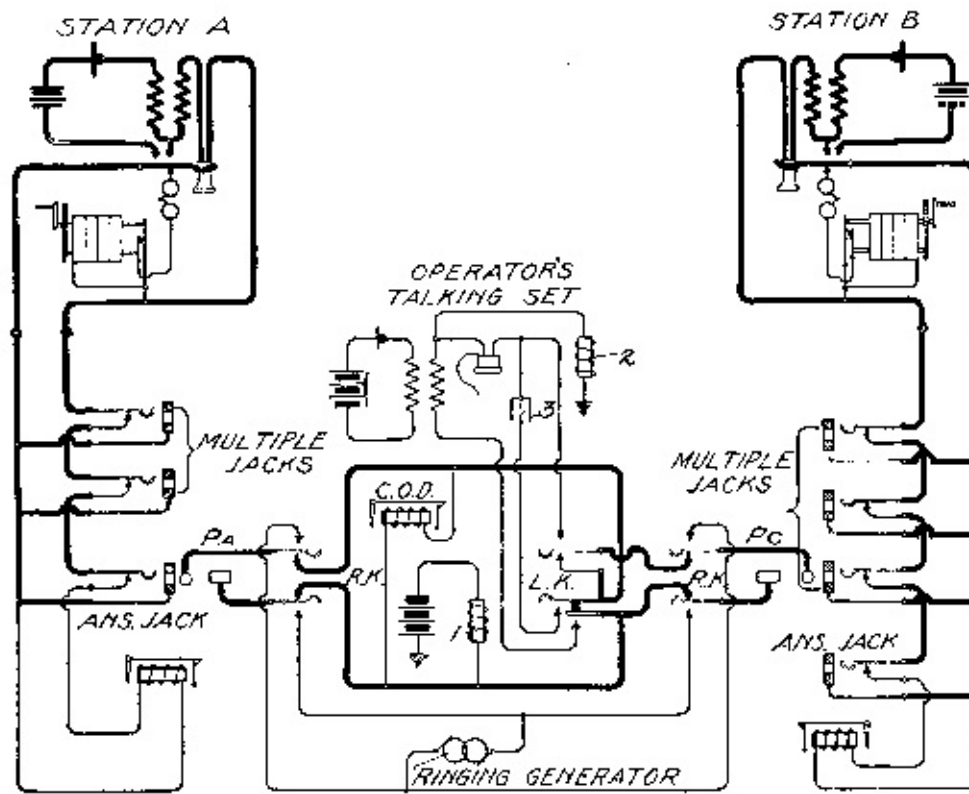 STATION A
STATION B
OPERATOR'S
TALKING SET
2
3
MULTIPLE
JACKS
MULTIPLE
JACKS
C.O.D.
PA
PC
R.K.
L.K.
R.K.
1
ANS. JACK
ANS. JACK
RINGING GENERATOR